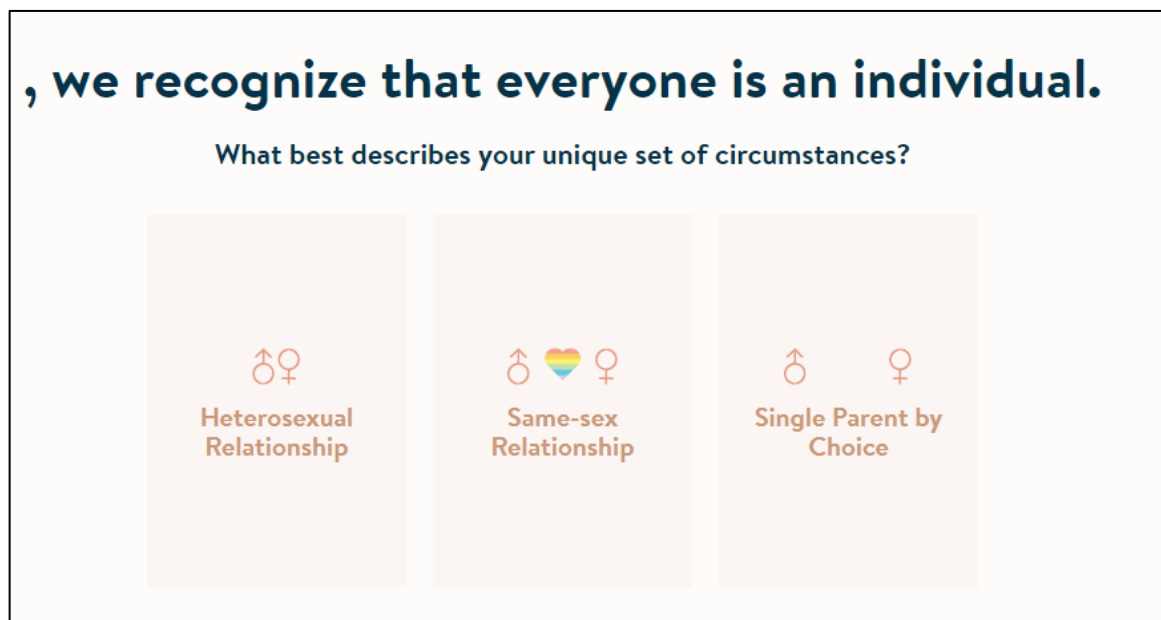 , we recognize that everyone is an individual.
What best describes your unique set of circumstances?
Heterosexual
Relationship
Same-sex
Relationship
Single Parent by
Choice